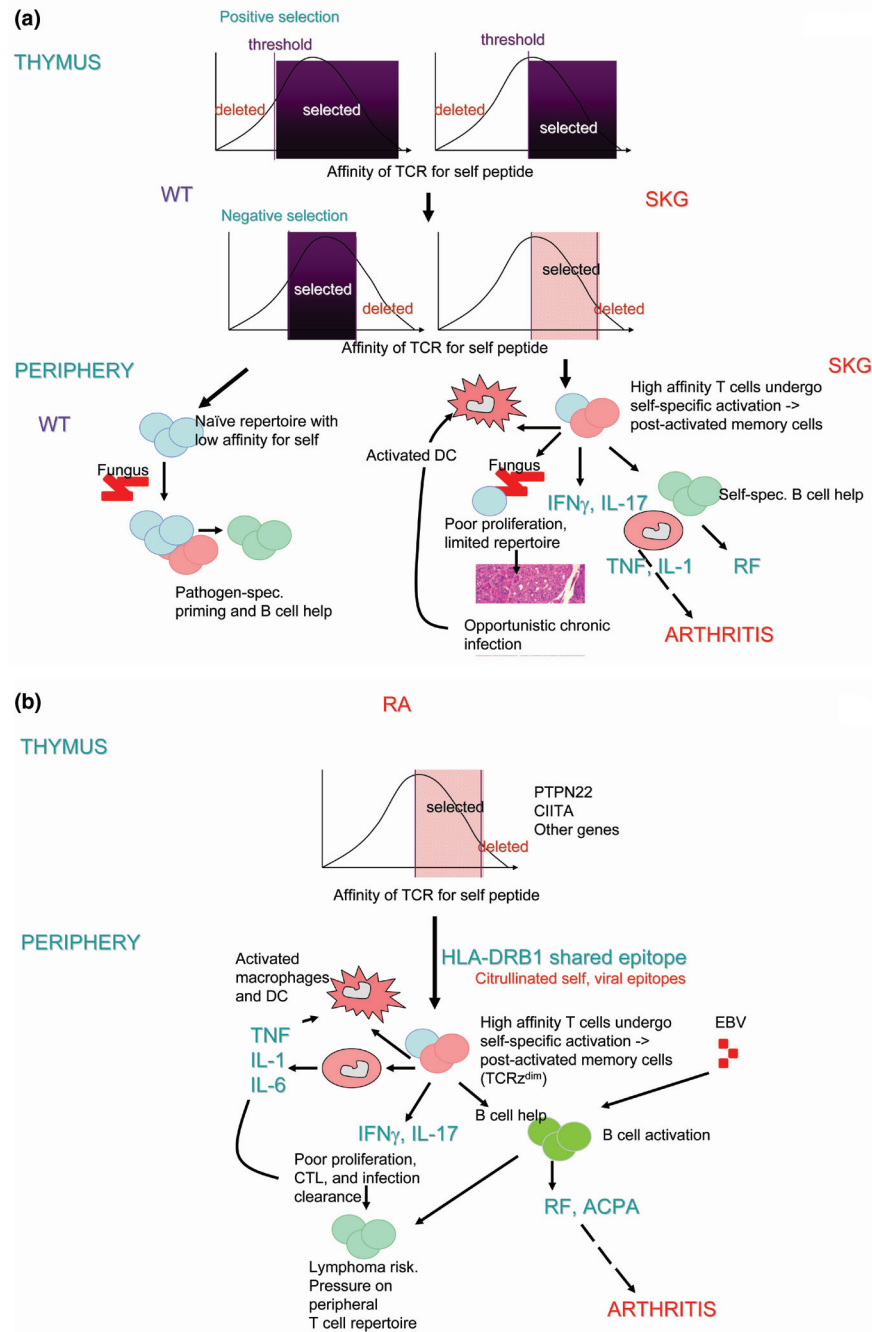 (a)
Positive selection
THYMUS
threshold
threshold
deleted
selected
deleted
selected
Affinity of TCR for self peptide
WT
SKG
Negative selection
selected
deleted
selected
deleted
Affinity of TCR for self peptide
PERIPHERY
SKG
WT
Naïve repertoire with
low affinity for self
High affinity T cells undergo
self-specific activation ->
post-activated memory cells
Activated DC
Fungus
Fungus
IFNγ, IL-17
Self-spec. B cell help
Poor proliferation,
limited repertoire
TNF, IL-1
RF
Pathogen-spec.
priming and B cell help
Opportunistic chronic
infection
ARTHRITIS
(b)
RA
THYMUS
PTPN22
CIITA
Other genes
selected
deleted
Affinity of TCR for self peptide
PERIPHERY
HLA-DRB1 shared epitope
Citrullinated self, viral epitopes
Activated
macrophages
and DC
TNF
IL-1
IL-6
High affinity T cells undergo
self-specific activation ->
post-activated memory cells
(TCRzdim)
EBV
B cell help
IFNγ, IL-17
B cell activation
Poor proliferation,
CTL, and infection
clearance
RF, ACPA
Lymphoma risk.
Pressure on
peripheral
T cell repertoire
ARTHRITIS